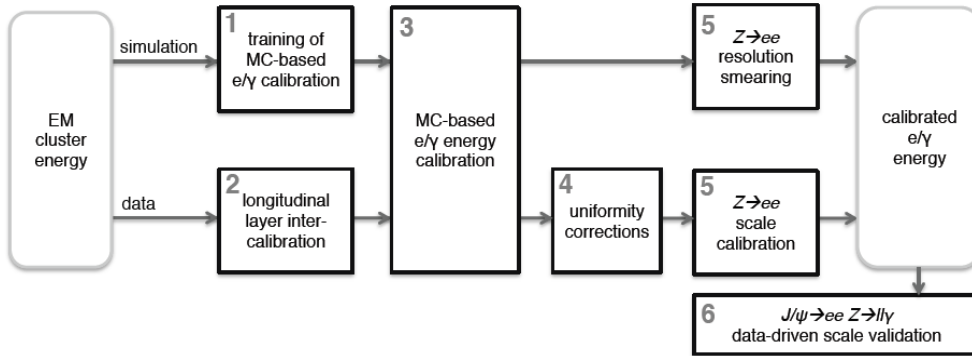 EM
cluster
energy
simulation
data
1
training of
MC-based
e/γ calibration
2
longitudinal
layer inter-
calibration
3
MC-based
e/γ energy
calibration
4
uniformity
corrections
5
Z→ee
resolution
smearing
5
Z→ee
scale
calibration
calibrated
e/γ
energy
6
J/ψ→ee Z→llγ
data-driven scale validation